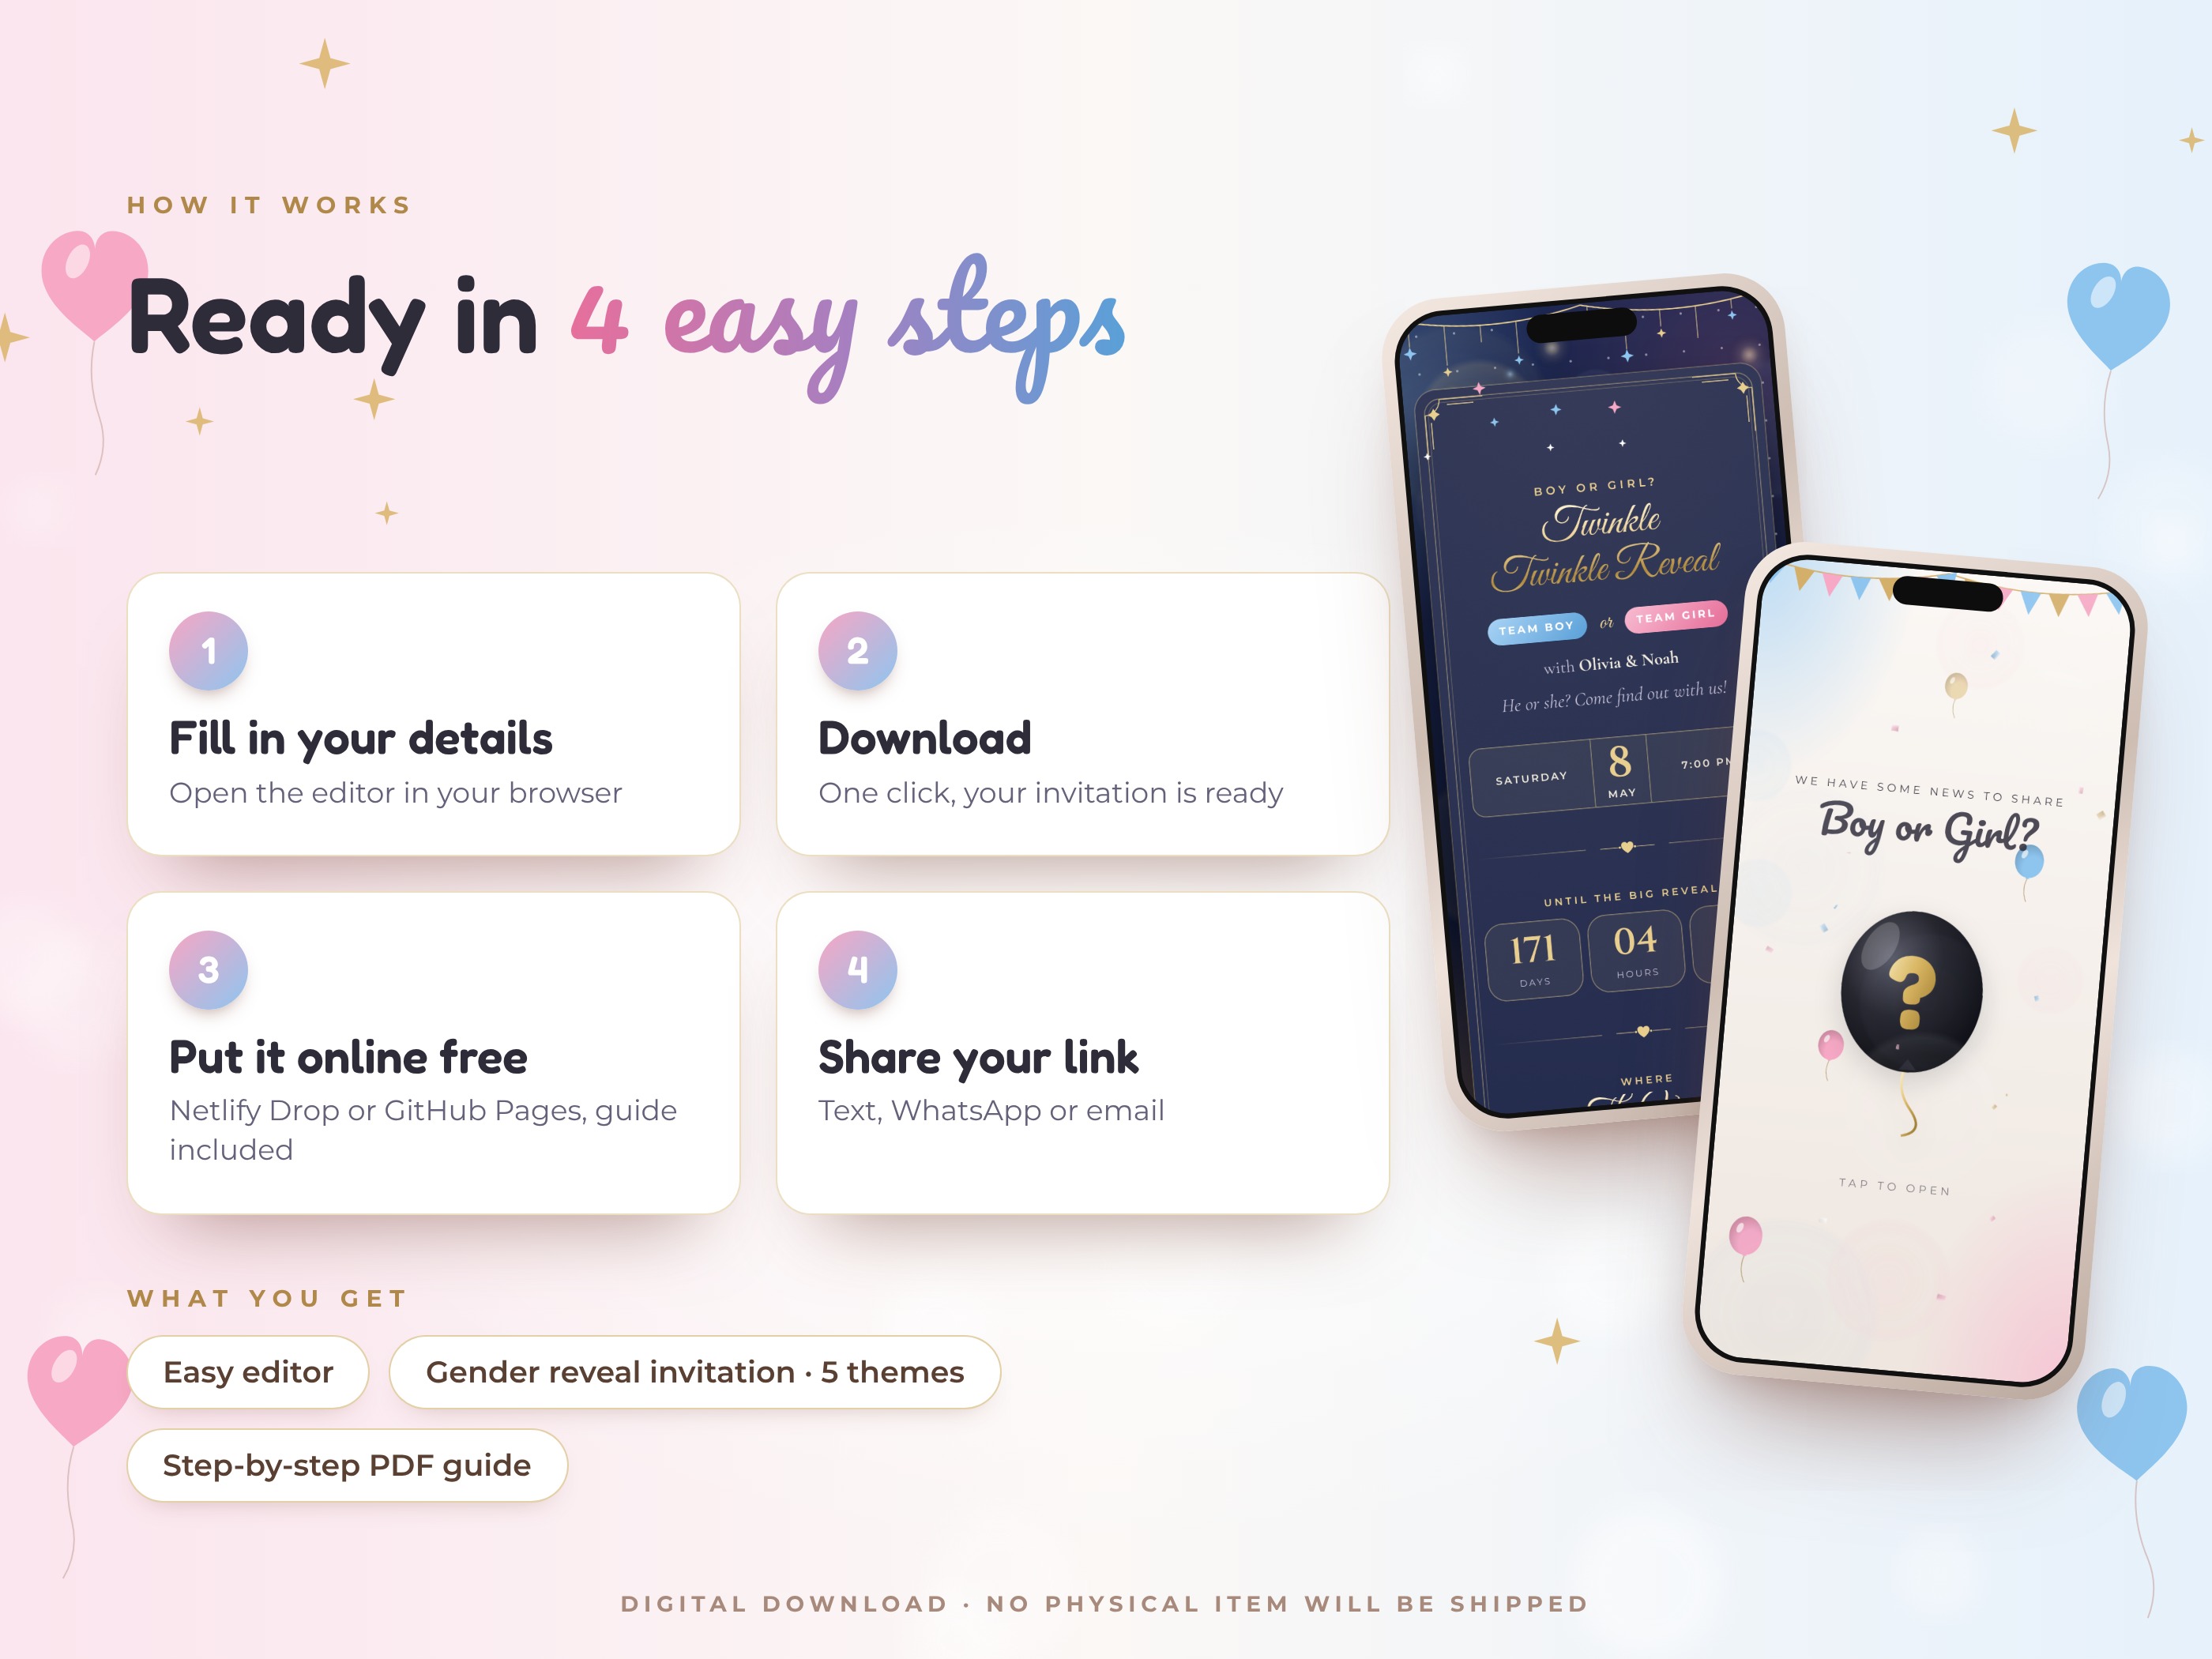 HOW IT WORKS
Ready in 4 easy steps
1
Fill in your details
Open the editor in your browser
2
Download
One click, your invitation is ready
3
Put it online free
Netlify Drop or GitHub Pages, guide
included
4
Share your link
Text, WhatsApp or email
WHAT YOU GET
Easy editor
Gender reveal invitation · 5 themes
Step-by-step PDF guide
BOY OR GIRL?
Twinkle
Twinkle Reveal
TEAM BOY or TEAM GIRL
with Olivia & Noah
He or she? Come find out with us!
SATURDAY
8
MAY
7:00 PM
UNTIL THE BIG REVEAL
171
DAYS
04
HOURS
WHERE
WE HAVE SOME NEWS TO SHARE
Boy or Girl?
?
TAP TO OPEN
DIGITAL DOWNLOAD · NO PHYSICAL ITEM WILL BE SHIPPED